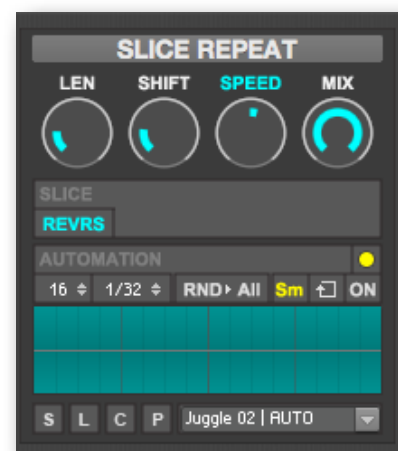 SLICE REPEAT
LEN SHIFT SPEED MIX
SLICE
REVRS
AUTOMATION
16 1/32 RND All Sm ON
S L C P Juggle 02 | AUTO